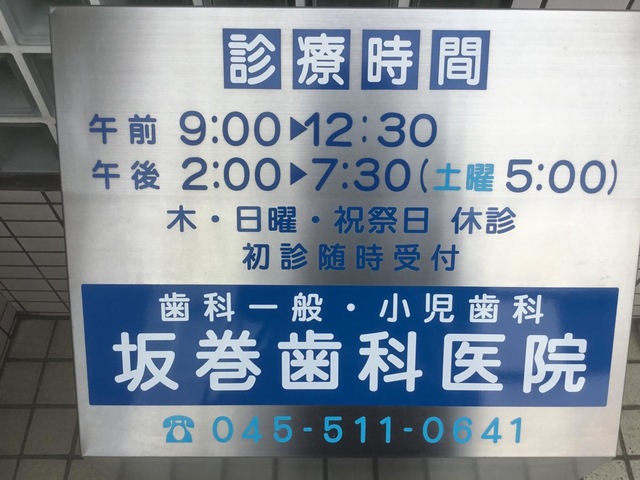 診療時間
午前 9:00▶12:30
午後 2:00▶7:30(土曜 5:00)
木・日曜・祝祭日 休診
初診随時受付
歯科一般・小児歯科
坂巻歯科医院
☎045-511-0641